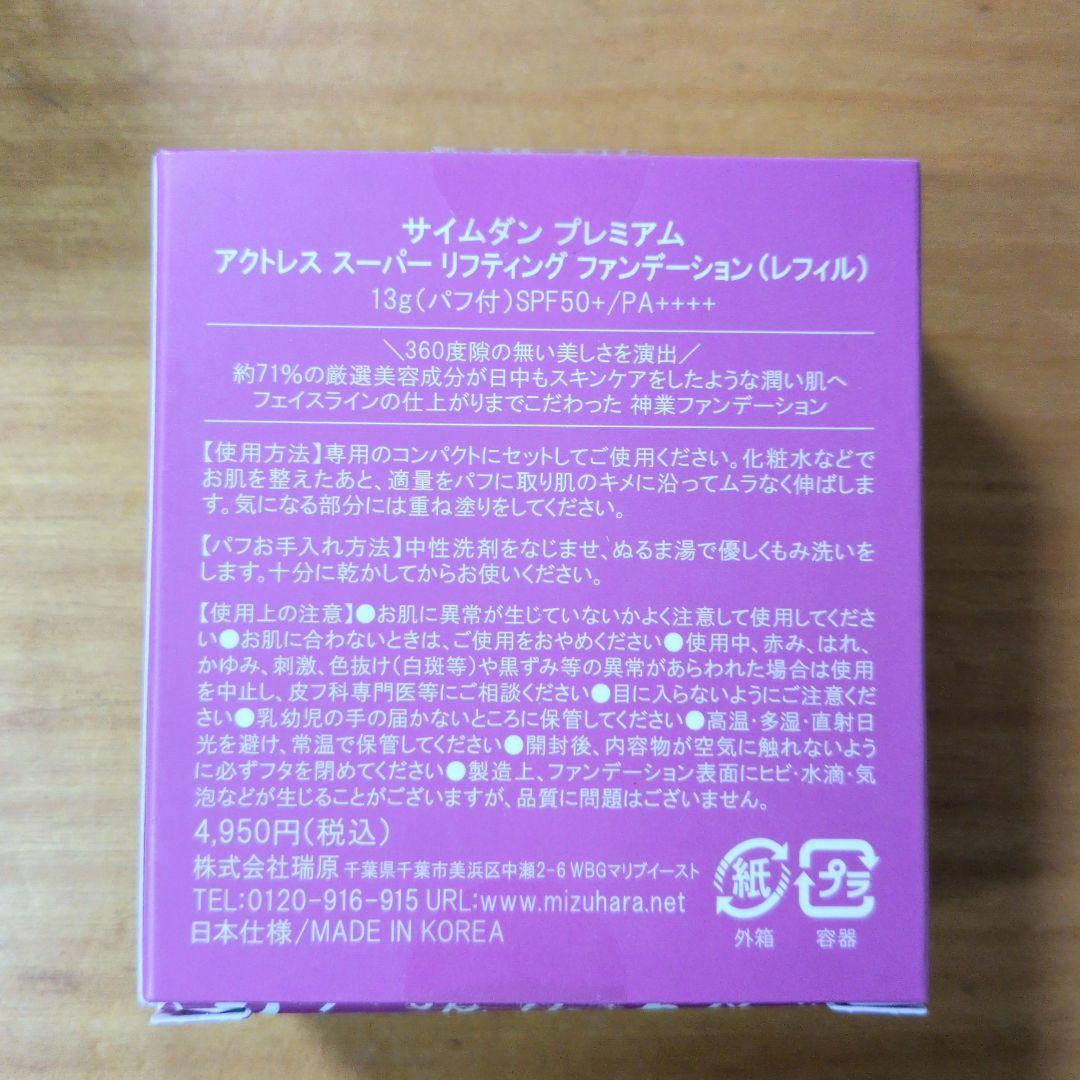 サイムダン プレミアム
アクトレス スーパー リフティング ファンデーション(レフィル)
13g(パフ付)SPF50+/PA++++
＼360度隙の無い美しさを演出／
約71%の厳選美容成分が日中もスキンケアをしたような潤い肌へ
フェイスラインの仕上がりまでこだわった 神業ファンデーション
【使用方法】専用のコンパクトにセットしてご使用ください。化粧水などで
お肌を整えたあと、適量をパフに取り肌のキメに沿ってムラなく伸ばしま
す。気になる部分には重ね塗りをしてください。
【パフお手入れ方法】中性洗剤をなじませ、ぬるま湯で優しくもみ洗いを
します。十分に乾かしてからお使いください。
【使用上の注意】●お肌に異常が生じていないかよく注意して使用してくださ
い●お肌に合わないときは、ご使用をおやめください●使用中、赤み、はれ、
かゆみ、刺激、色抜け(白斑等)や黒ずみ等の異常があらわれた場合は使用
を中止し、皮フ科専門医等にご相談ください●目に入らないようにご注意くだ
さい●乳幼児の手の届かないところに保管してください●高温・多湿・直射日
光を避け、常温で保管してください●開封後、内容物が空気に触れないよう
に必ずフタを閉めてください●製造上、ファンデーション表面にヒビ・水滴・気
泡などが生じることがございますが、品質に問題はございません。
4,950円(税込)
株式会社瑞原 千葉県千葉市美浜区中瀬2-6 WBGマリブイースト
TEL:0120-916-915 URL:www.mizuhara.net
日本仕様/MADE IN KOREA
紙
外箱
プラ
容器